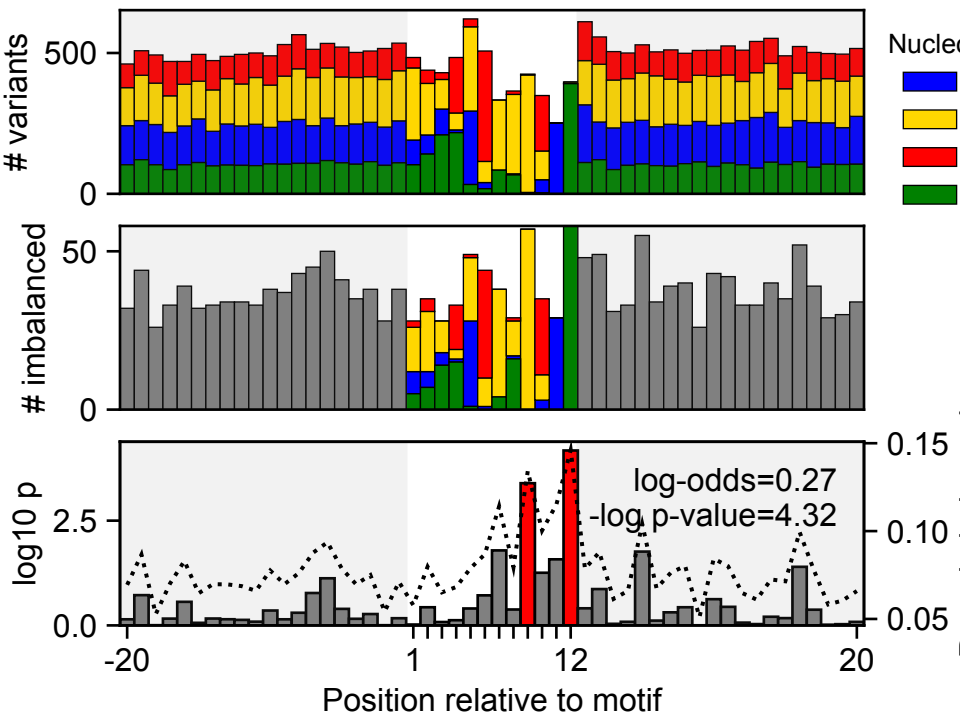 # variants
500
0
Nucleo
# imbalanced
50
0
log10 p
2.5
0.0
log-odds=0.27
-log p-value=4.32
0.15
0.10
0.05
-20
1
12
20
Position relative to motif